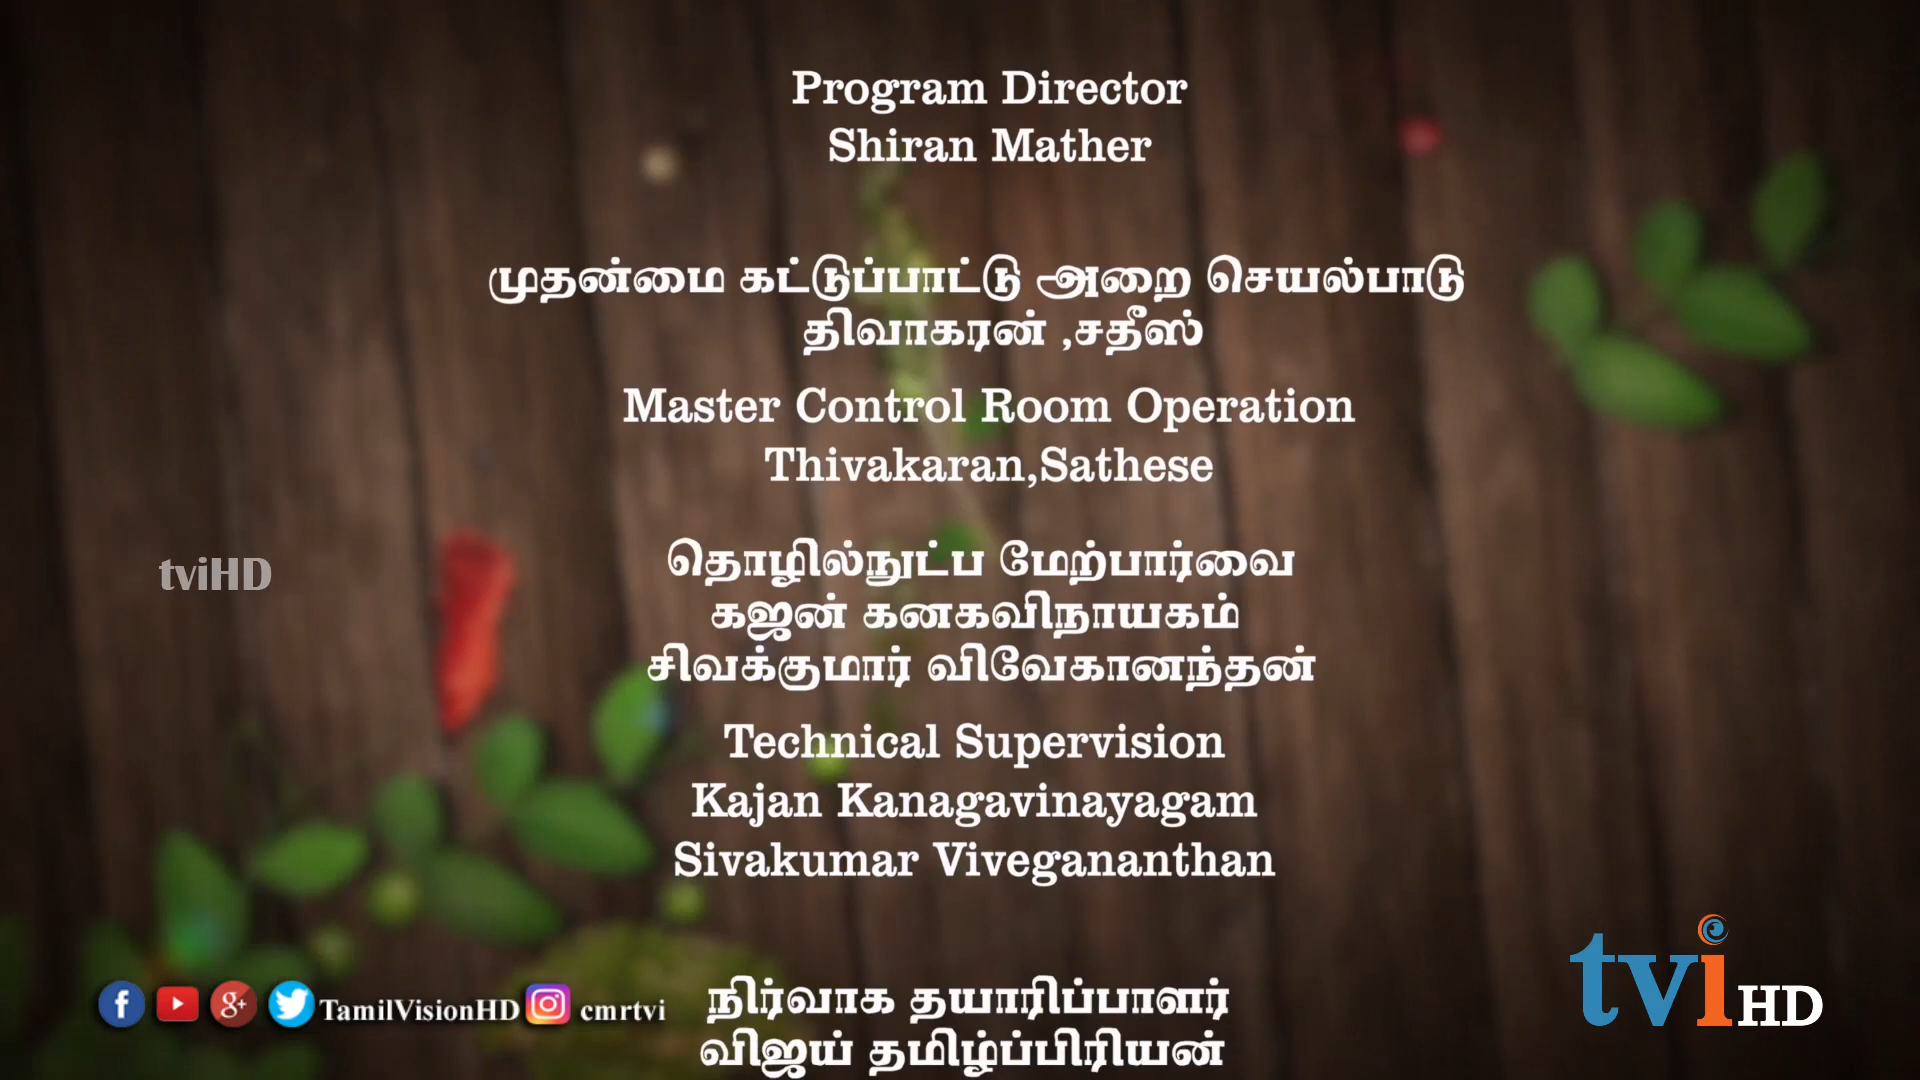 Program Director
Shiran Mather
முதன்மை கட்டுப்பாட்டு அறை செயல்பாடு
திவாகரன் ,சதீஸ்
Master Control Room Operation
Thivakaran,Sathese
தொழில்நுட்ப மேற்பார்வை
tviHD
கஜன் கனகவிநாயகம்
சிவக்குமார் விவேகானந்தன்
Technical Supervision
Kajan Kanagavinayagam
Sivakumar Vivegananthan
நிர்வாக தயாரிப்பாளர்
TamilVisionHD cmrtvi
tvi HD
விஜய் தமிழ்ப்பிரியன்